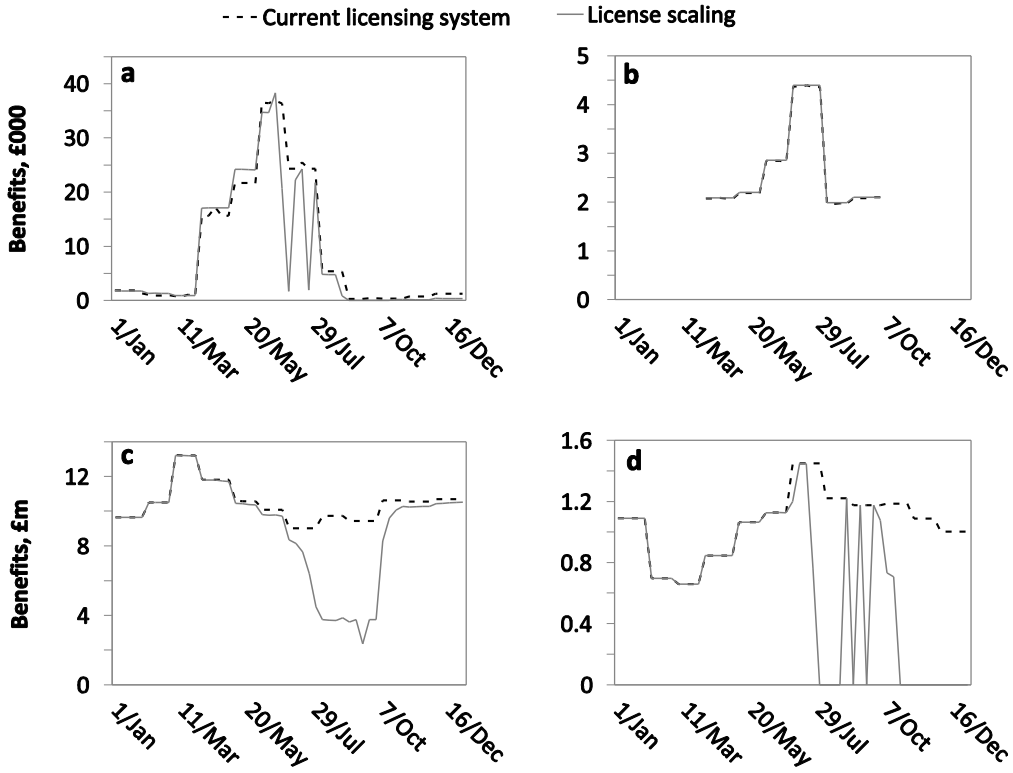 Current licensing system
License scaling
Benefits, £000
a
40
30
20
10
0
1/Jan
11/Mar
20/May
29/Jul
7/Oct
16/Dec
b
5
4
3
2
1
0
1/Jan
11/Mar
20/May
29/Jul
7/Oct
16/Dec
Benefits, £m
c
12
8
4
0
1/Jan
11/Mar
20/May
29/Jul
7/Oct
16/Dec
d
1.6
1.2
0.8
0.4
0
1/Jan
11/Mar
20/May
29/Jul
7/Oct
16/Dec